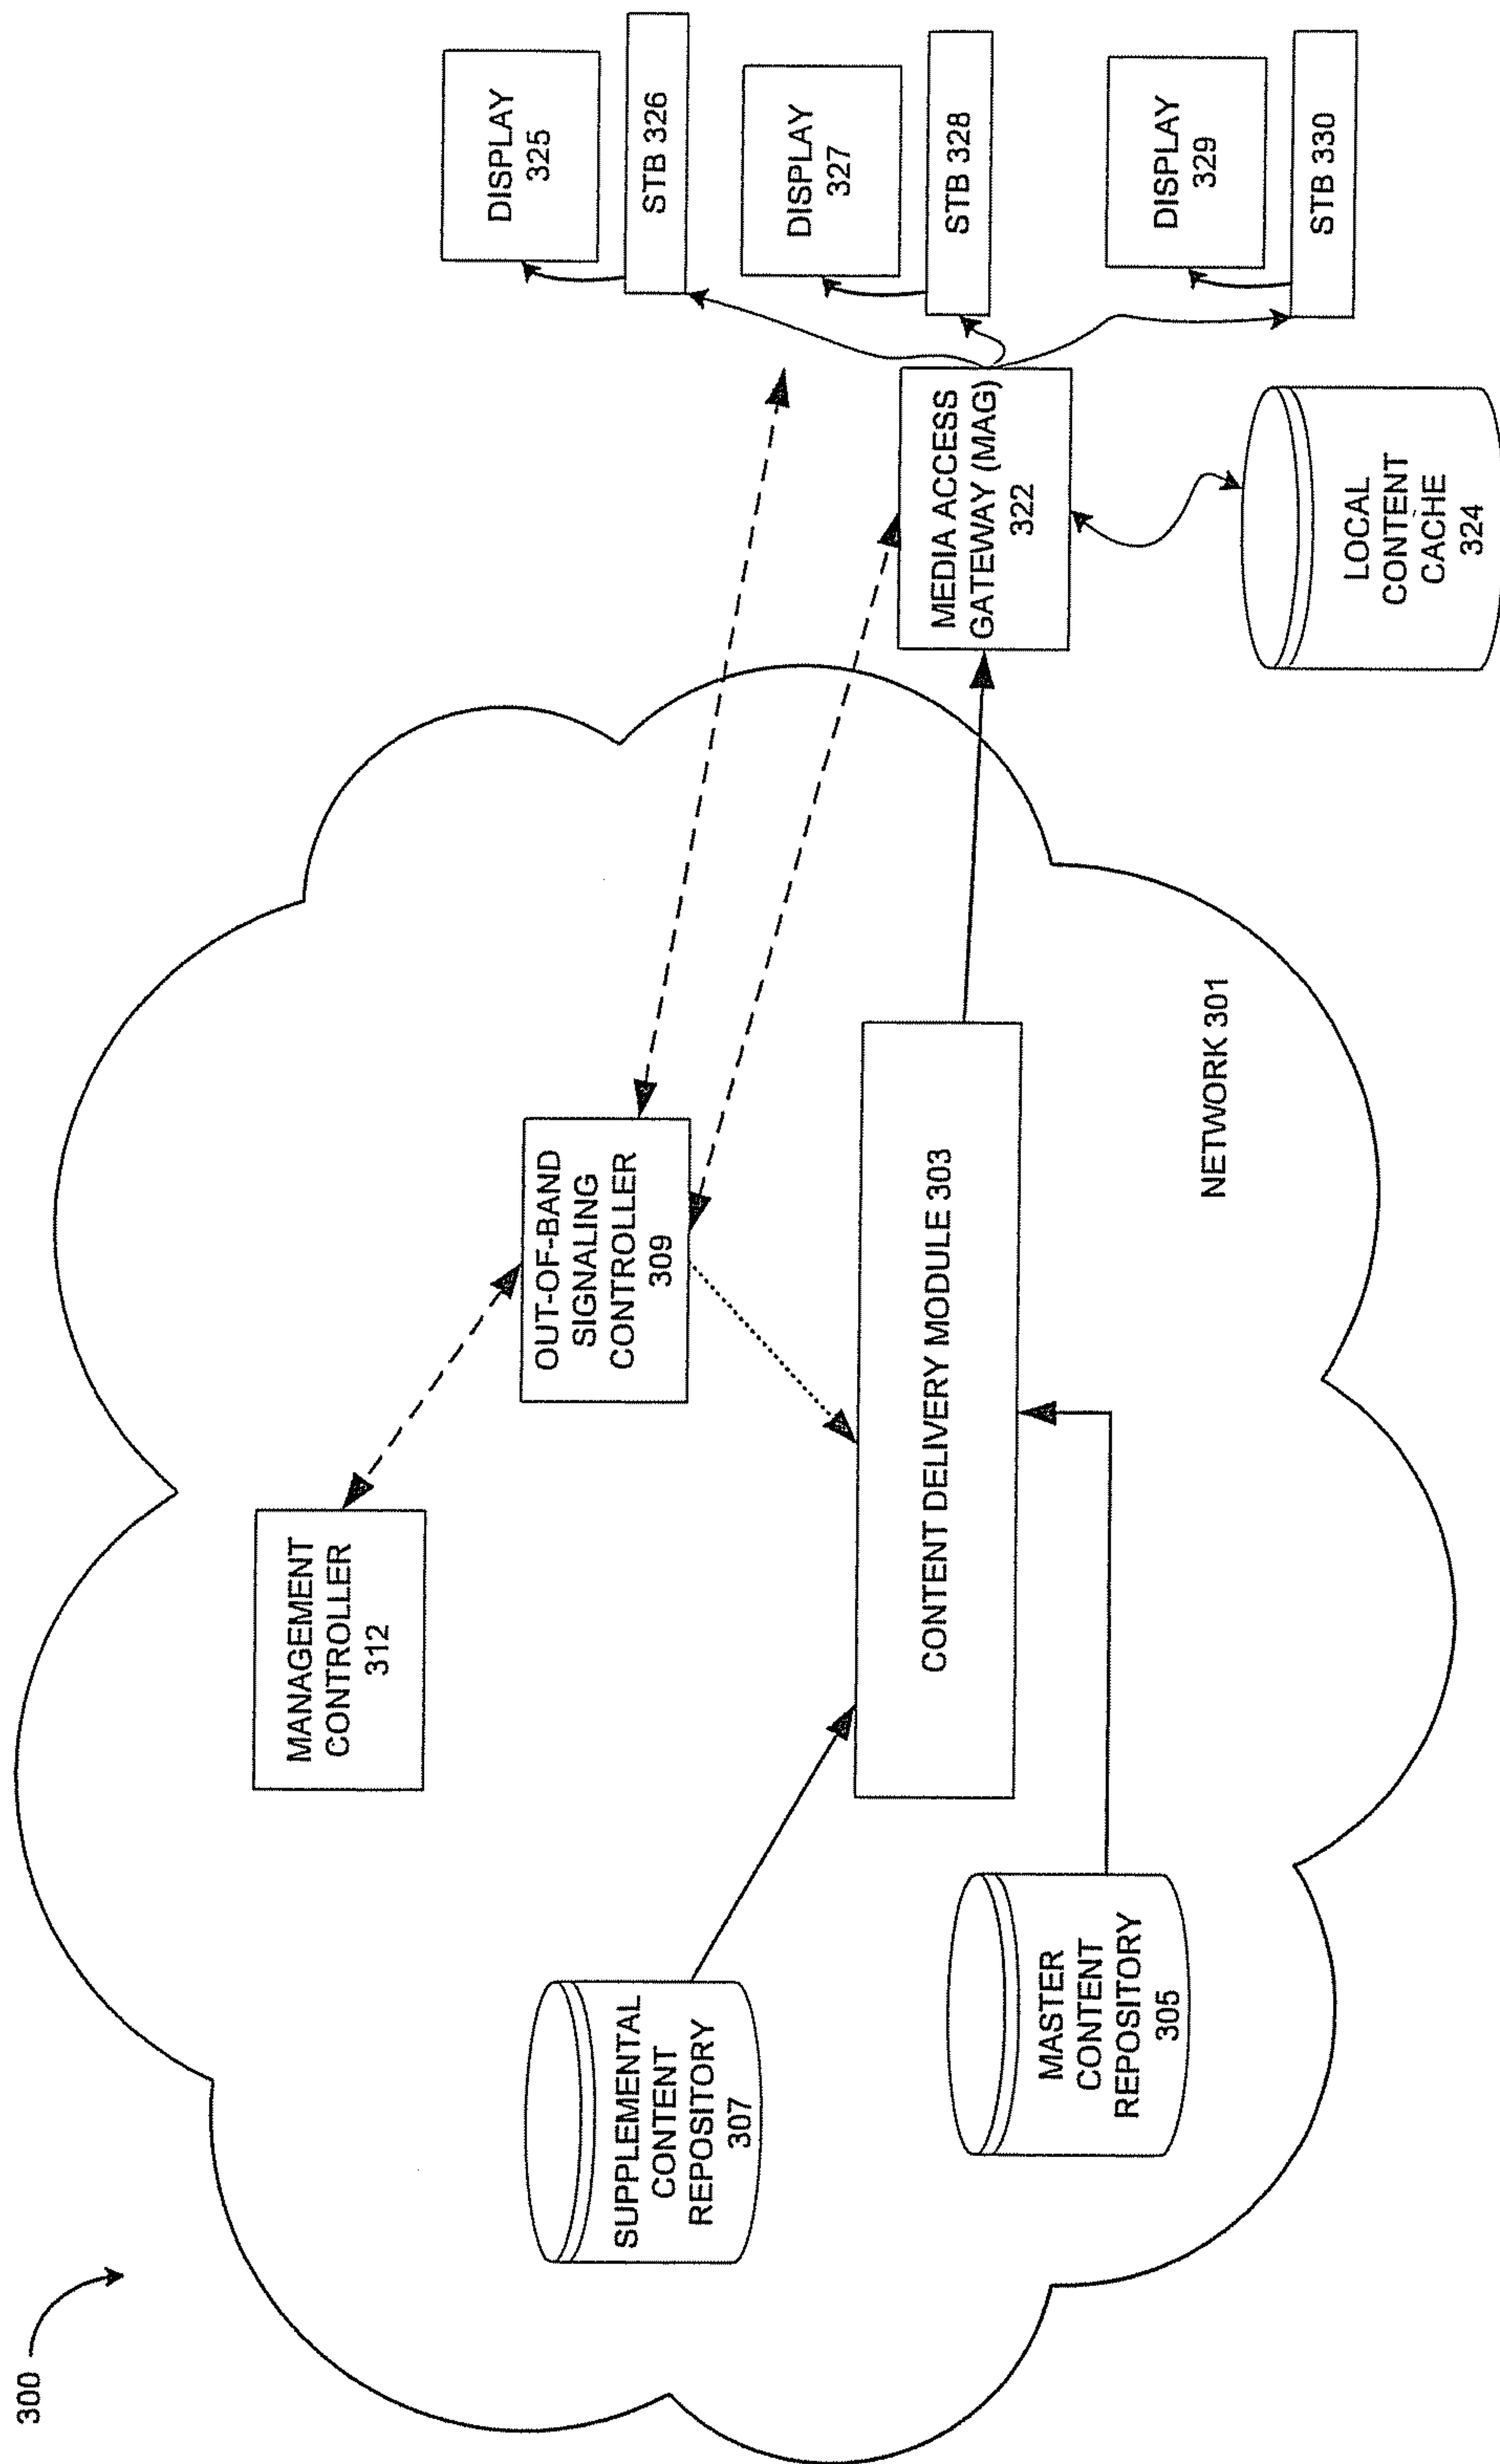 300
MANAGEMENT
CONTROLLER
312
OUT-OF-BAND
SIGNALING
CONTROLLER
309
SUPPLEMENTAL
CONTENT
REPOSITORY
307
CONTENT DELIVERY MODULE 303
MASTER
CONTENT
REPOSITORY
305
NETWORK 301
MEDIA ACCESS
GATEWAY (MAG)
322
LOCAL
CONTENT
CACHE
324
DISPLAY
325
STB 326
DISPLAY
327
STB 328
DISPLAY
329
STB 330